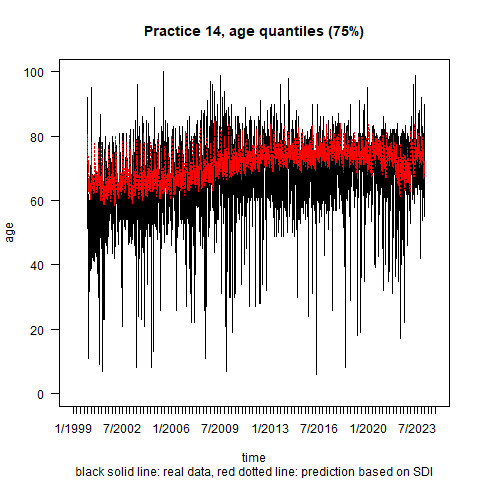 Practice 14, age quantiles (75%)
100
80
60
40
20
0
age
1/1999 7/2002 1/2006 7/2009 1/2013 7/2016 1/2020 7/2023
time
black solid line: real data, red dotted line: prediction based on SDI